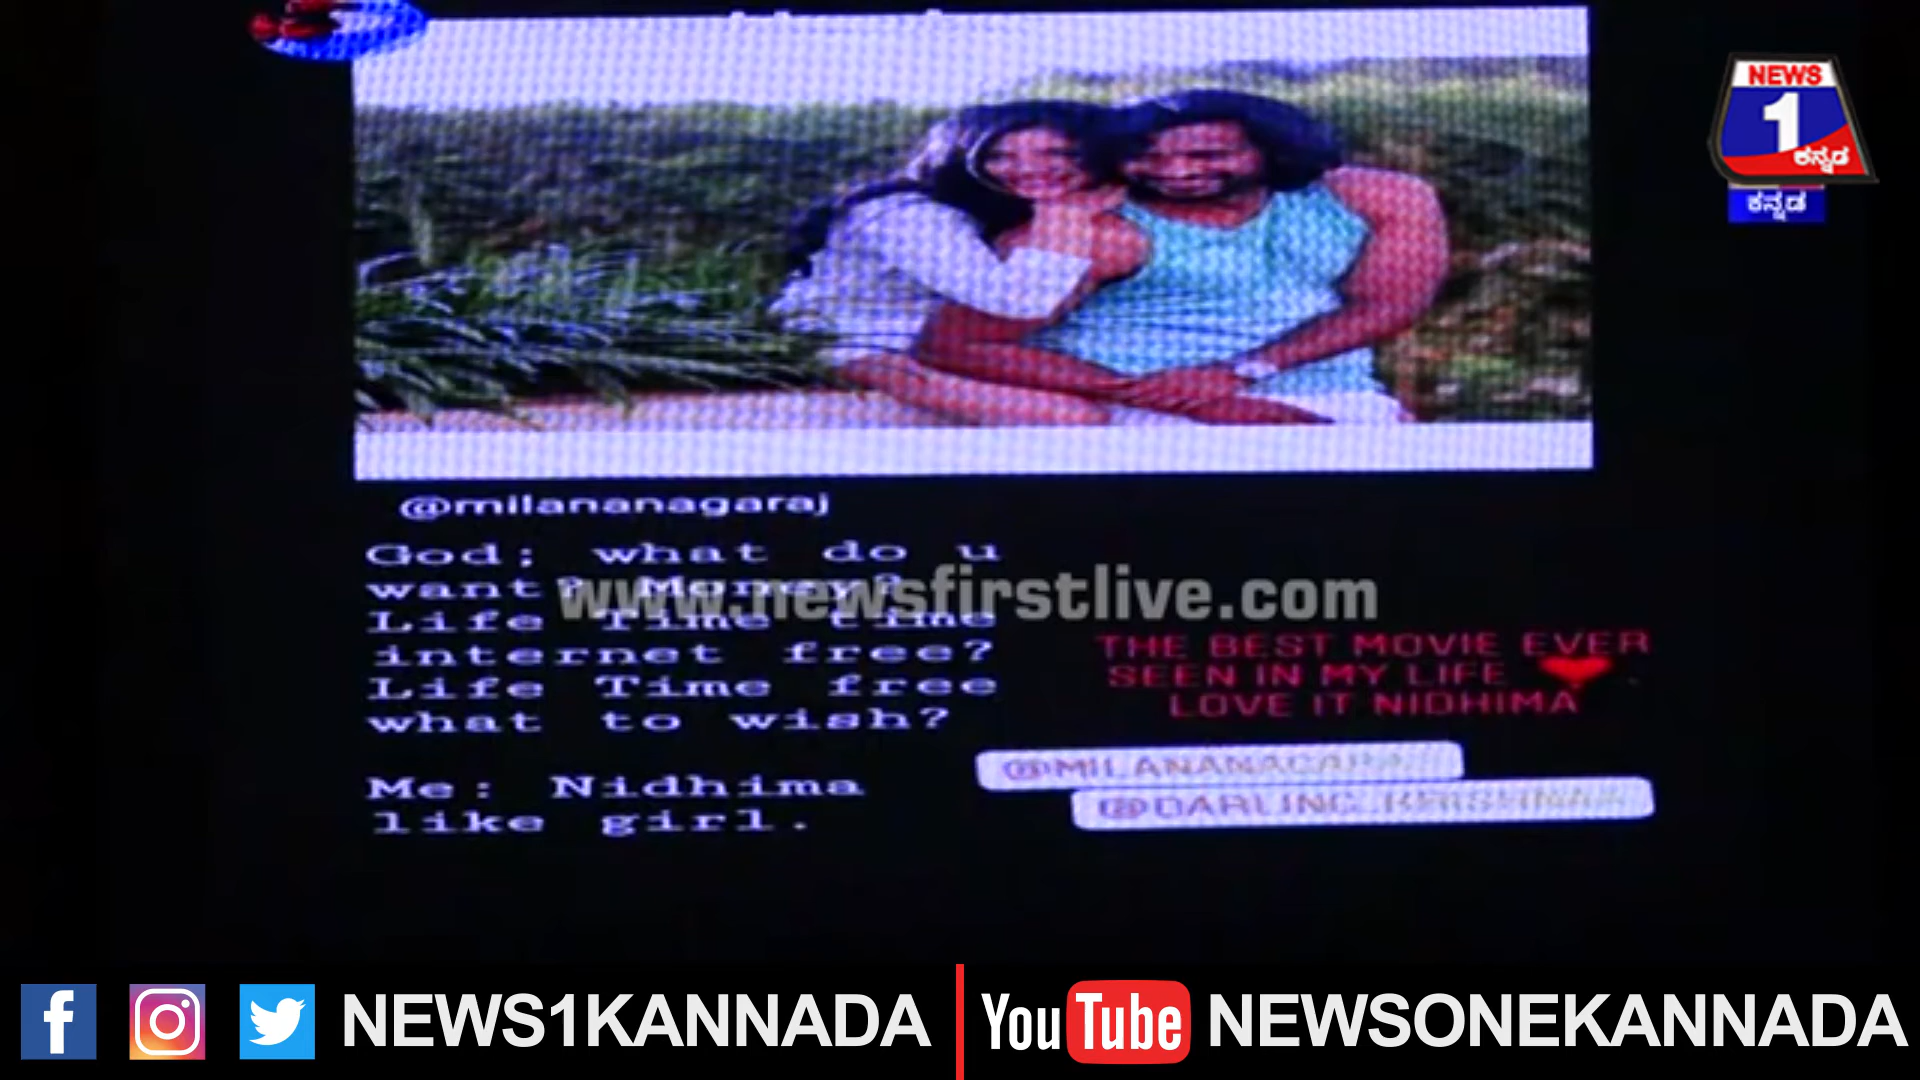 NEWS
1
ಕನ್ನಡ
ಕನ್ನಡ
@milananagaraj
God; what do u
want? Money?
Life Time time
internet free?
Life Time free
what to wish?
Me: Nidhima
like girl.
www.newsfirstlive.com
THE BEST MOVIE EVER
SEEN IN MY LIFE
LOVE IT NIDHIMA
@MILANANAGARAJ
@DARLING_KRISHNAA
NEWS1KANNADA
YouTube NEWSONEKANNADA